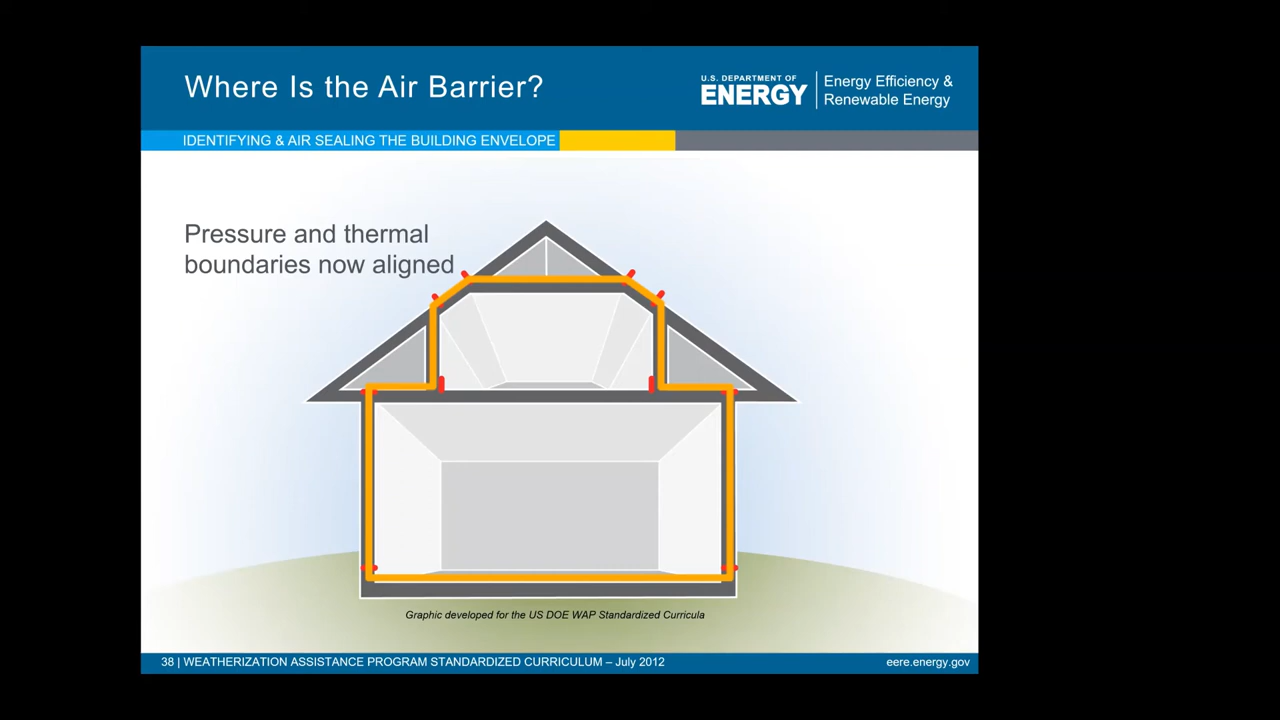 Where Is the Air Barrier?
U.S. DEPARTMENT OF
ENERGY
Energy Efficiency &
Renewable Energy
IDENTIFYING & AIR SEALING THE BUILDING ENVELOPE
Pressure and thermal
boundaries now aligned
Graphic developed for the US DOE WAP Standardized Curricula
38 | WEATHERIZATION ASSISTANCE PROGRAM STANDARDIZED CURRICULUM – July 2012
eere.energy.gov